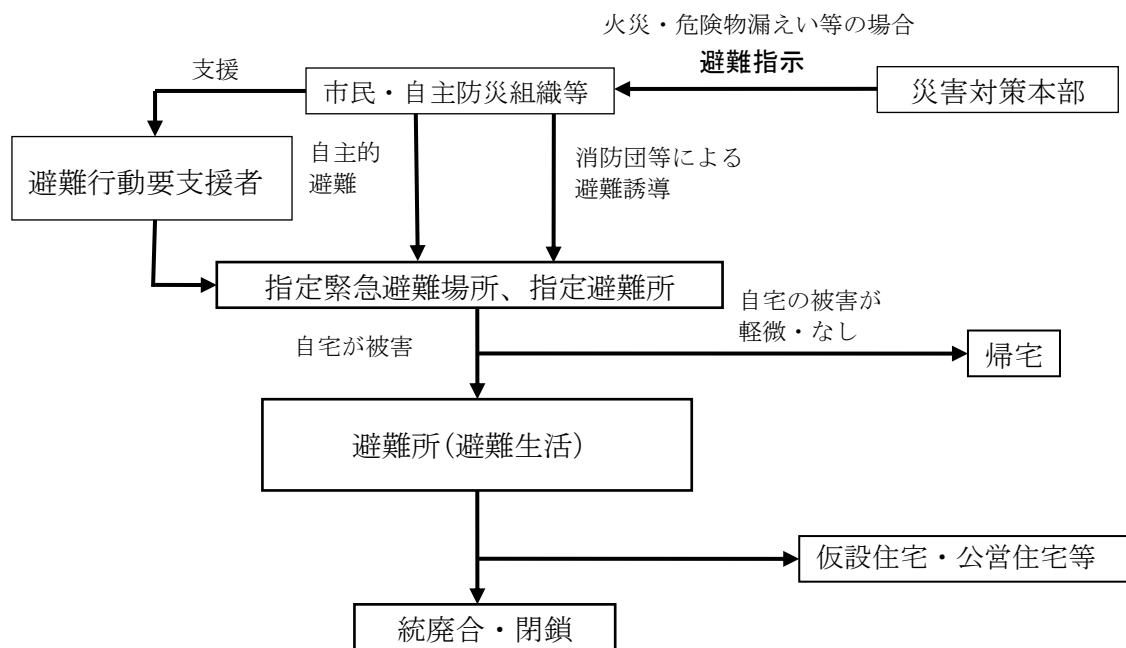 火災・危険物漏えい等の場合
避難指示
支援
市民・自主防災組織等
災害対策本部
避難行動要支援者
自主的
避難
消防団等による
避難誘導
指定緊急避難場所、指定避難所
自宅が被害
自宅の被害が
軽微・なし
帰宅
避難所(避難生活)
仮設住宅・公営住宅等
統廃合・閉鎖